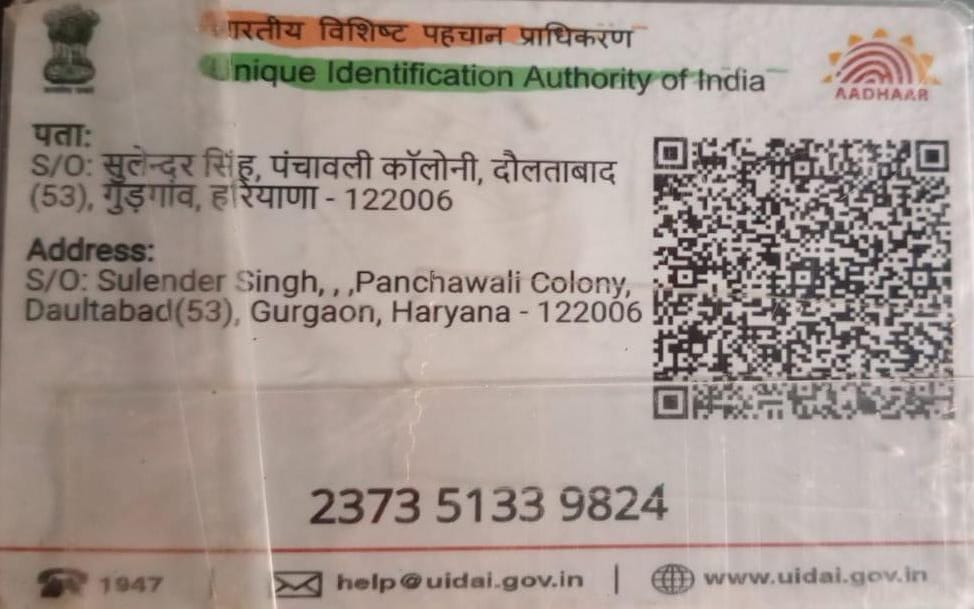 भारतीय विशिष्ट पहचान प्राधिकरण
Unique Identification Authority of India
AADHAAR
पता:
S/O: सुलेन्दर सिंह, पंचावली कॉलोनी, दौलताबाद
(53), गुड़गांव, हरियाणा - 122006
Address:
S/O: Sulender Singh, , ,Panchawali Colony,
Daultabad(53), Gurgaon, Haryana - 122006
2373 5133 9824
1947
help@uidai.gov.in | www.uidai.gov.in